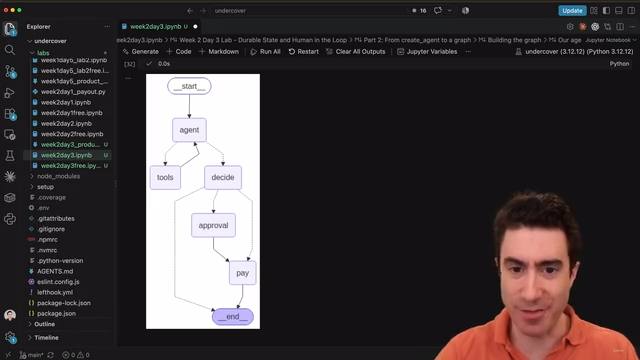 undercover
16
Update
Explorer
undercover
labs
week1day5_lab2.ipynb
week1day5_lab2free.i...
week1day5_product_...
week2day1_payout.py
week2day1.ipynb
week2day1free.ipynb
week2day2.ipynb
week2day2free.ipynb
week2day3_produ... U
week2day3.ipynb U
week2day3free.ipy... U
node_modules
setup
.coverage
.env
.gitattributes
.gitignore
.npmrc
.nvmrc
.python-version
AGENTS.md
eslint.config.js
lefthook.yml
package-lock.json
package.json
Outline
Timeline
main*
0 0
week2day3.ipynb U
week2day3.ipynb > Week 2 Day 3 Lab - Durable State and Human in the Loop > Part 2: From create_agent to a graph > Building the graph > Our age
Jupyter Notebook
Generate + Code + Markdown Run All Restart Clear All Outputs Jupyter Variables ... undercover (3.12.12) (Python 3.12.12)
[32] 0.0s Python
...
__start__
agent
tools decide
approval
pay
__end__